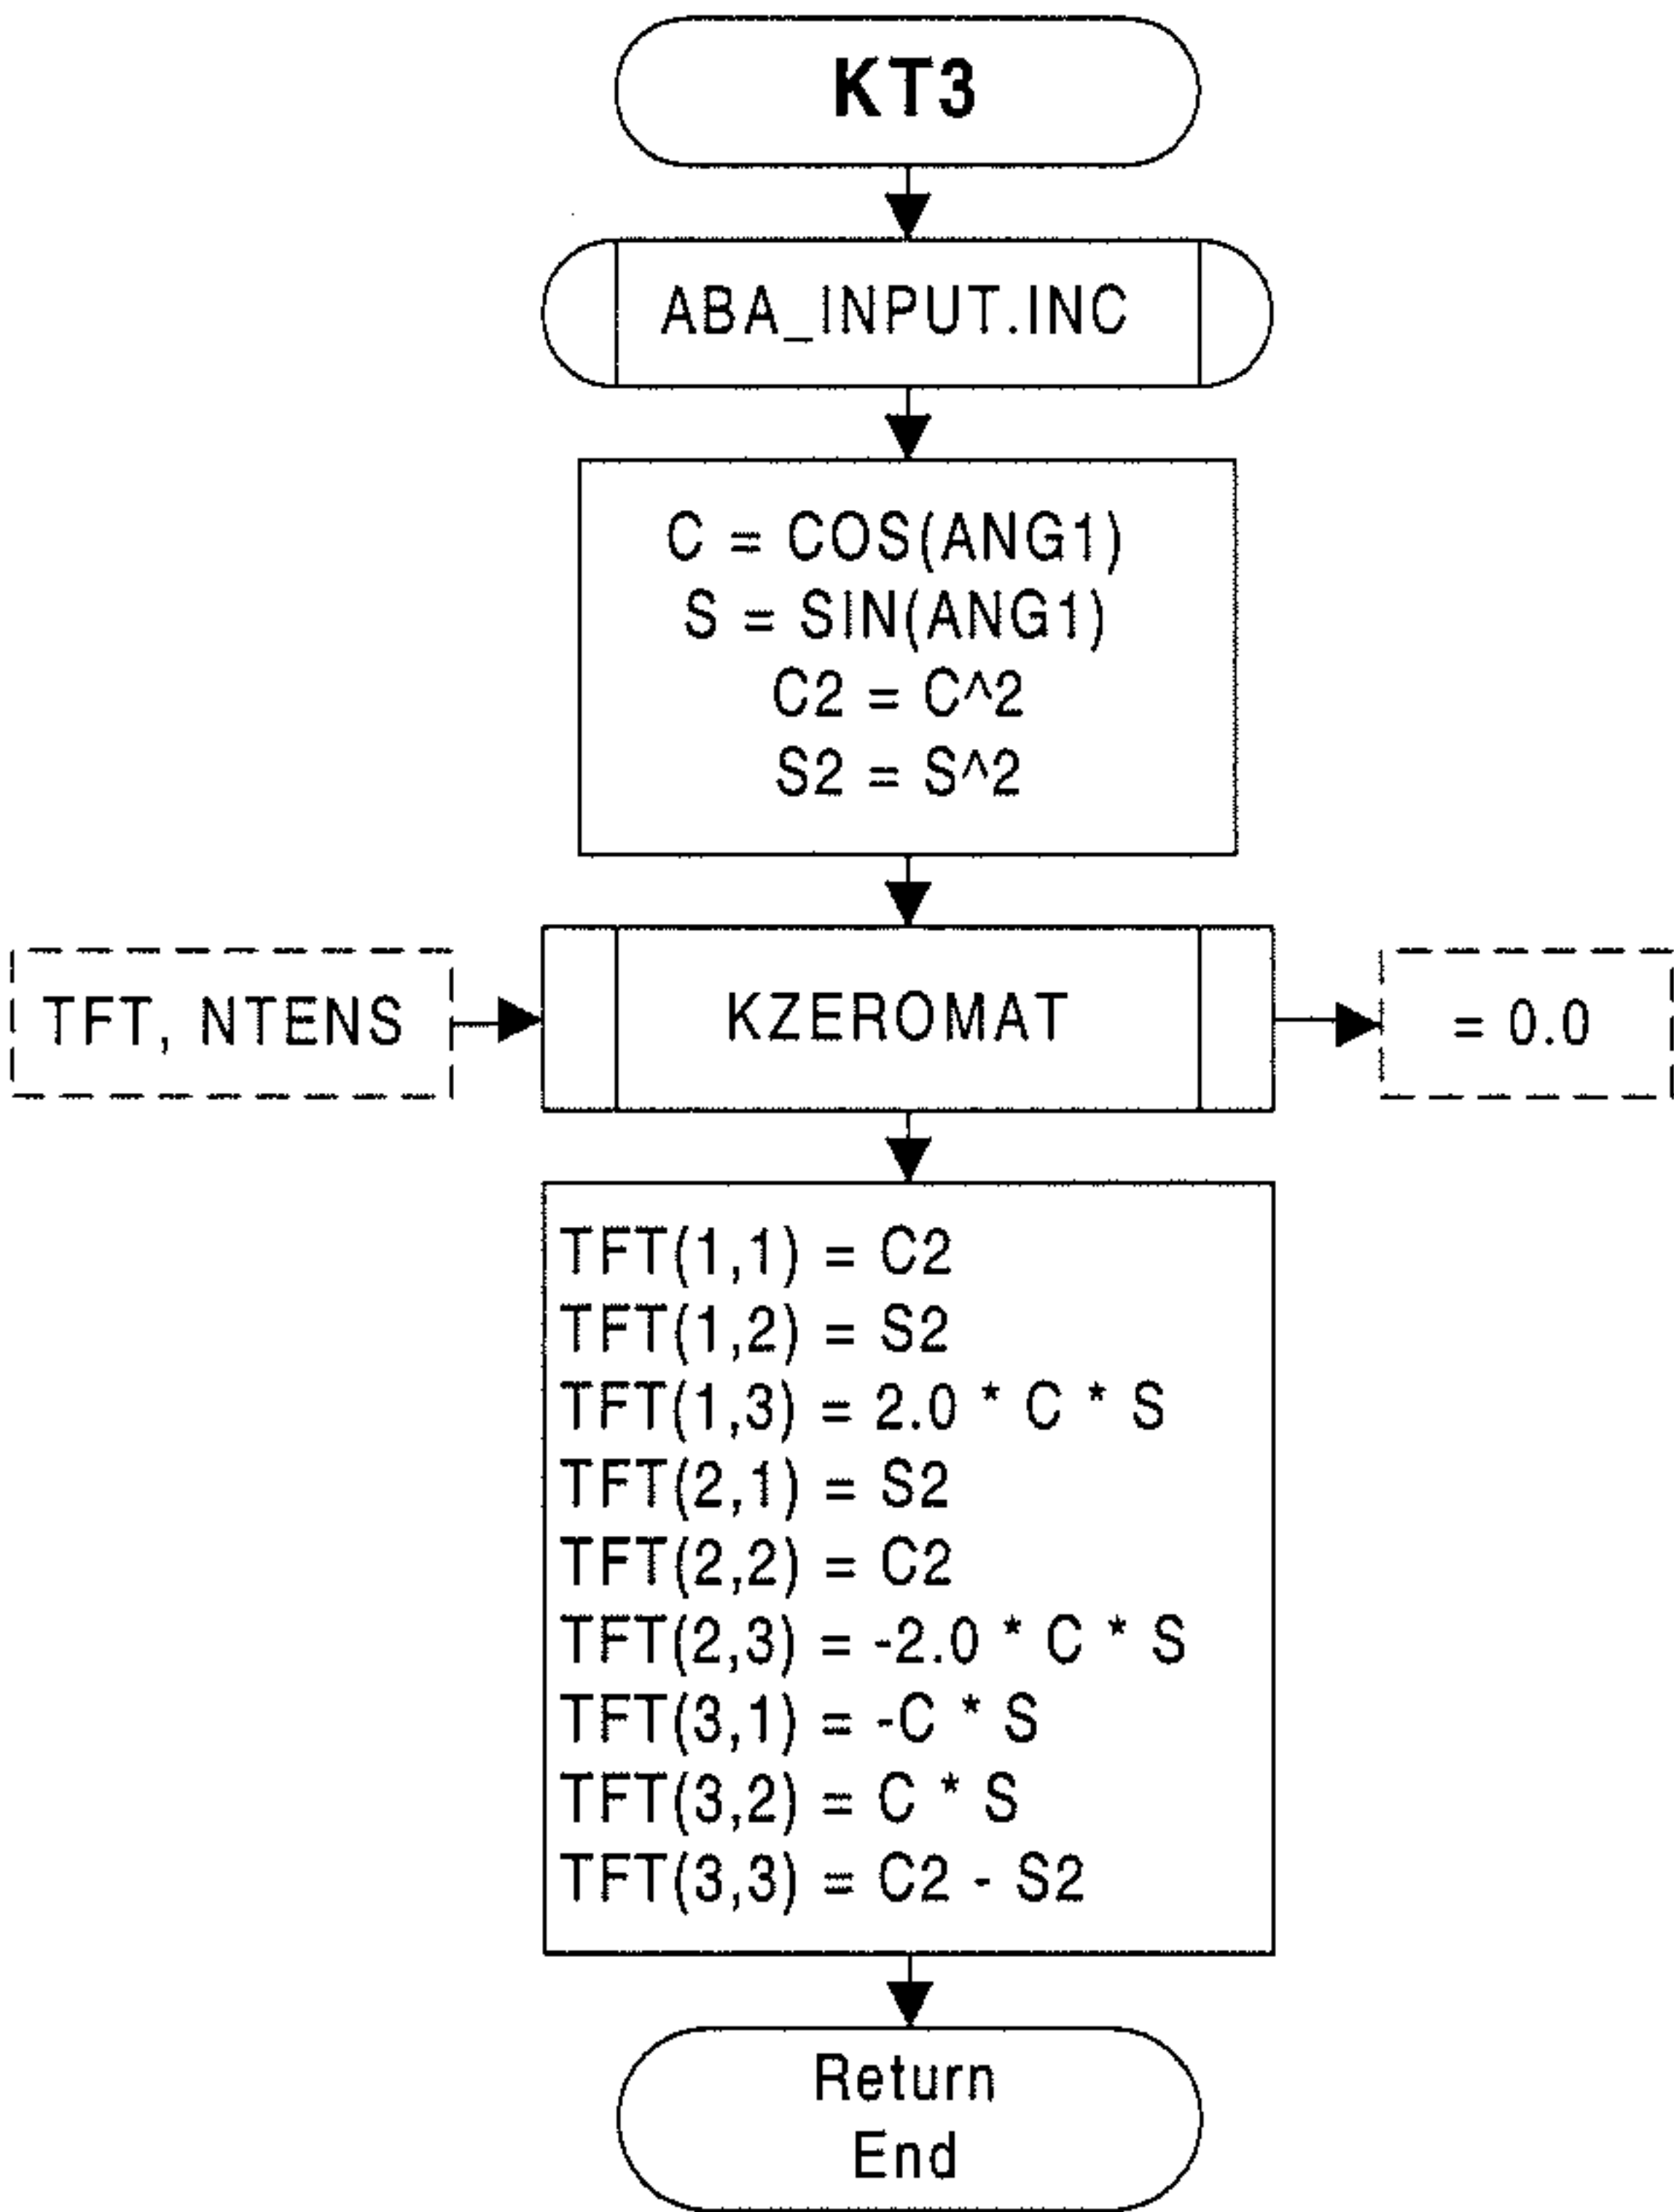 KT3
ABA_INPUT.INC
C = COS(ANG1)
S = SIN(ANG1)
C2 = C^2
S2 = S^2
TFT, NTENS
KZEROMAT
= 0.0
TFT(1,1) = C2
TFT(1,2) = S2
TFT(1,3) = 2.0 * C * S
TFT(2,1) = S2
TFT(2,2) = C2
TFT(2,3) = -2.0 * C * S
TFT(3,1) = -C * S
TFT(3,2) = C * S
TFT(3,3) = C2 - S2
Return
End